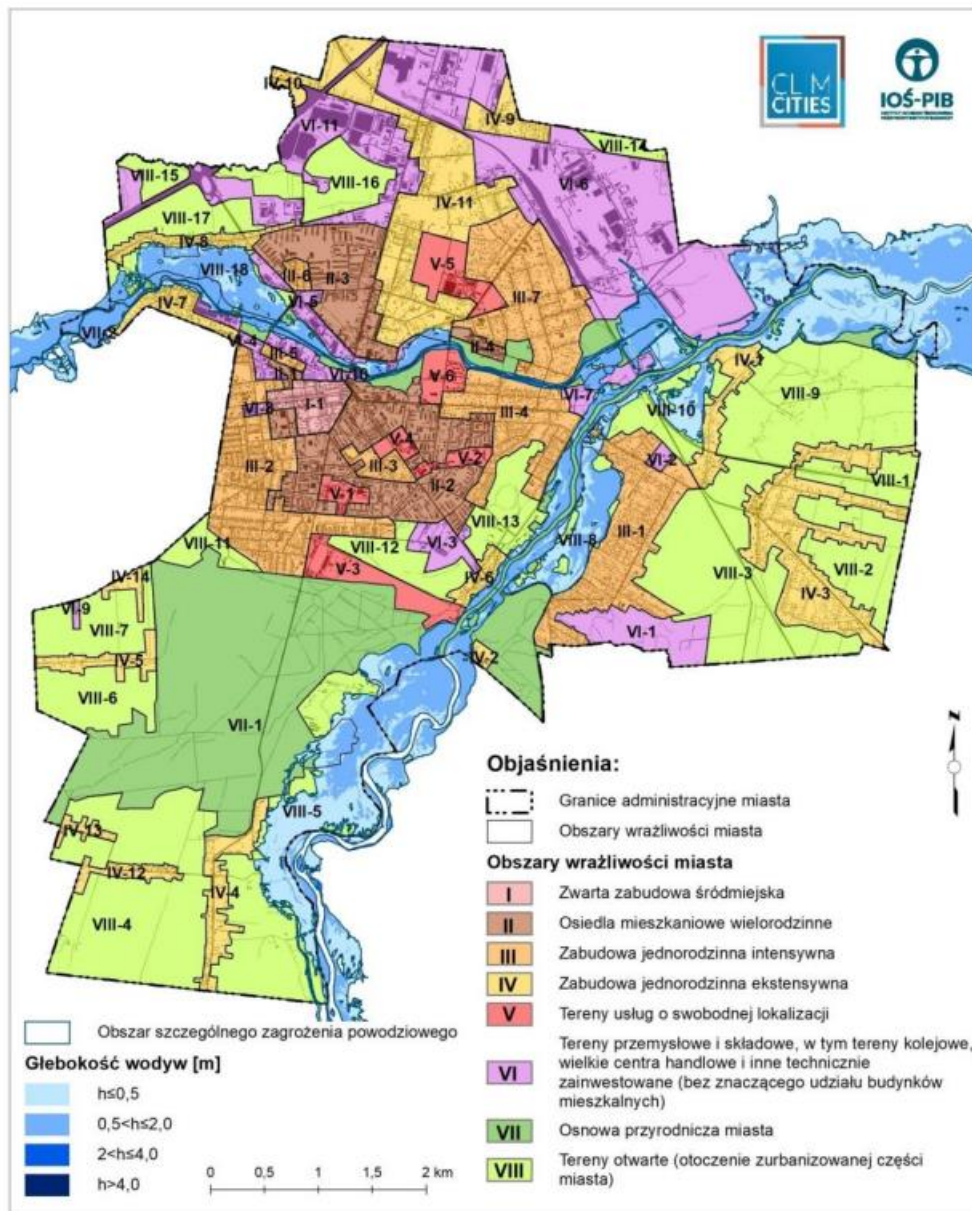 CLIM
CITIES
IOŚ-PIB
IV-10
IV-9
VI-11
VIII-14
VIII-15
VIII-16
VI-6
IV-11
VIII-17
IV-8
V-5
VIII-18
III-6
II-3
III-7
IV-7
VI-5
VII-2
II-4
VI-4
III-5
II-1
VI-10
V-6
IV-1
VIII-9
VI-7
I-1
VI-8
III-4
VIII-10
V-4
III-2
III-3
V-2
VI-2
VIII-1
V-1
II-2
III-1
VIII-13
VIII-8
VIII-11
VIII-12
VI-3
VIII-3
VIII-2
V-3
IV-6
IV-3
IV-14
VI-9
VIII-7
VI-1
IV-5
IV-2
VIII-6
VII-1
VIII-5
IV-13
IV-12
IV-4
VIII-4
Z
Objaśnienia:
Granice administracyjne miasta
Obszary wrażliwości miasta
Obszary wrażliwości miasta
I Zwarta zabudowa śródmiejska
II Osiedla mieszkaniowe wielorodzinne
III Zabudowa jednorodzinna intensywna
IV Zabudowa jednorodzinna ekstensywna
V Tereny usług o swobodnej lokalizacji
Tereny przemysłowe i składowe, w tym tereny kolejowe,
wielkie centra handlowe i inne technicznie
VI zainwestowane (bez znaczącego udziału budynków
mieszkalnych)
VII Osnowa przyrodnicza miasta
VIII Tereny otwarte (otoczenie zurbanizowanej części
miasta)
Obszar szczególnego zagrożenia powodziowego
Głebokość wodyw [m]
h≤0,5
0,5<h≤2,0
2<h≤4,0
h>4,0
0 0,5 1 2 km